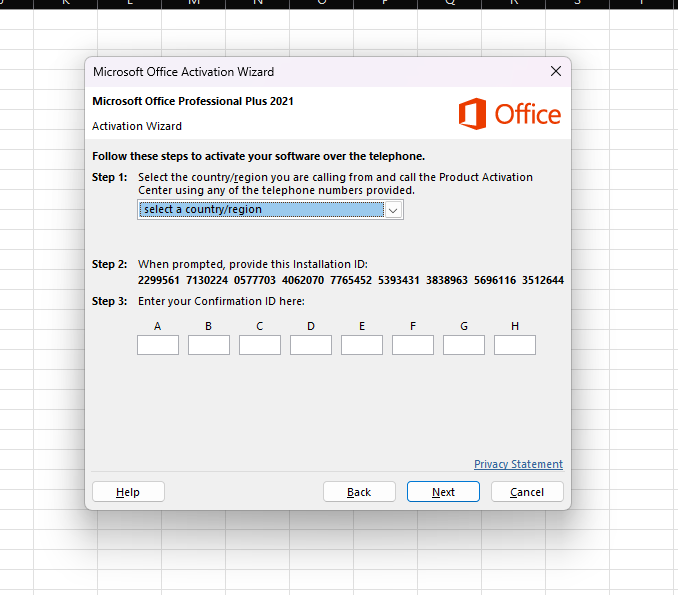 K L M N O P Q R S T
Microsoft Office Activation Wizard
Microsoft Office Professional Plus 2021
Office
Activation Wizard
Follow these steps to activate your software over the telephone.
Step 1: Select the country/region you are calling from and call the Product Activation
Center using any of the telephone numbers provided.
select a country/region
Step 2: When prompted, provide this Installation ID:
2299561 7130224 0577703 4062070 7765452 5393431 3838963 5696116 3512644
Step 3: Enter your Confirmation ID here:
A B C D E F G H
Privacy Statement
Help Back Next Cancel